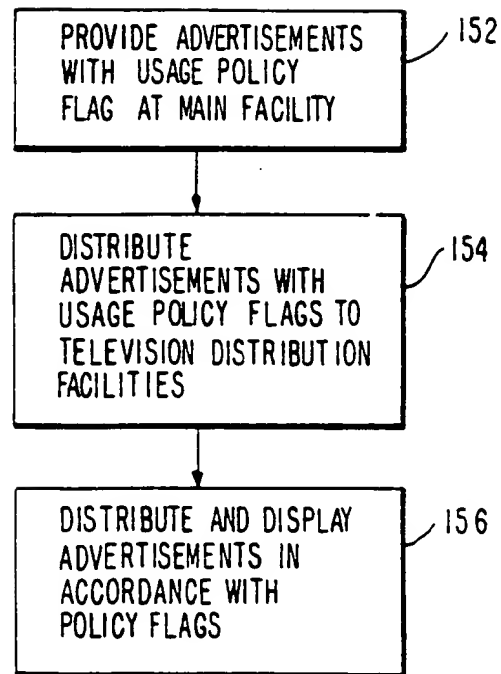 PROVIDE ADVERTISEMENTS
WITH USAGE POLICY
FLAG AT MAIN FACILITY
152
DISTRIBUTE
ADVERTISEMENTS WITH
USAGE POLICY FLAGS TO
TELEVISION DISTRIBUTION
FACILITIES
154
DISTRIBUTE AND DISPLAY
ADVERTISEMENTS IN
ACCORDANCE WITH
POLICY FLAGS
156